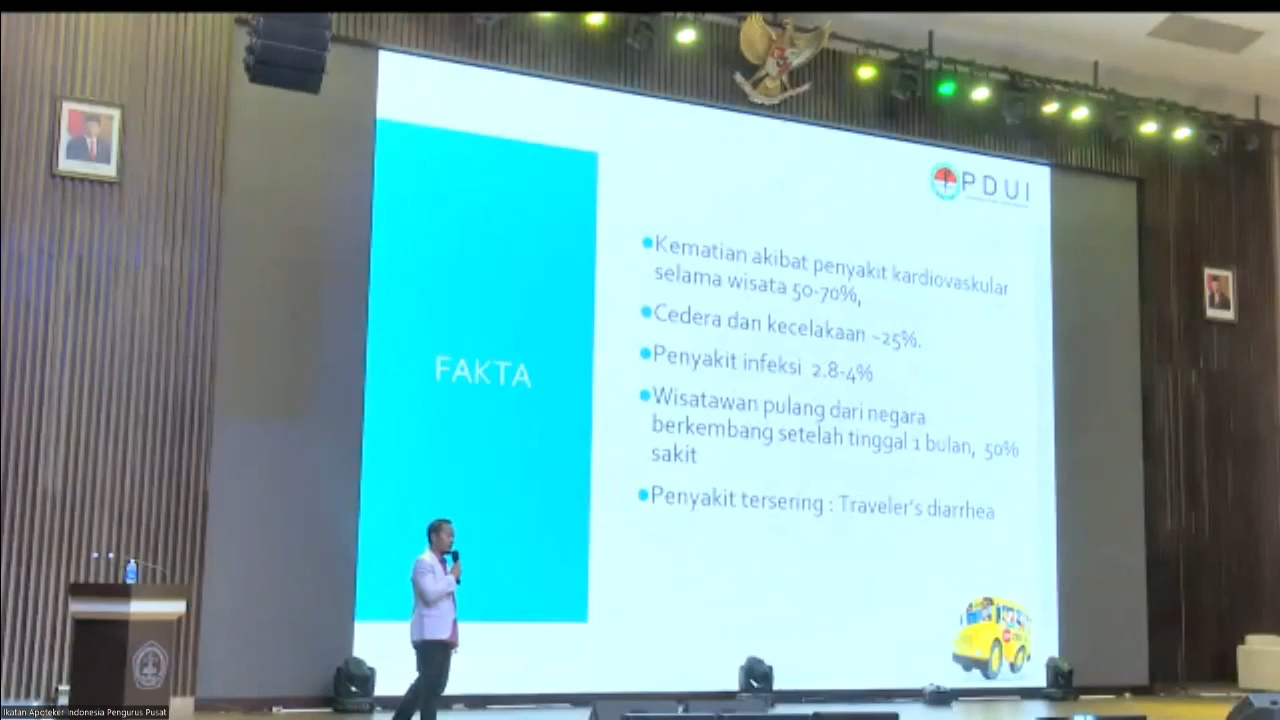 PDUI
FAKTA
Kematian akibat penyakit kardiovaskular
selama wisata 50-70%,
Cedera dan kecelakaan ~25%.
Penyakit infeksi 2.8-4%
Wisatawan pulang dari negara
berkembang setelah tinggal 1 bulan, 50%
sakit
Penyakit tersering : Traveler's diarrhea
Ikatan Apoteker Indonesia Pengurus Pusat